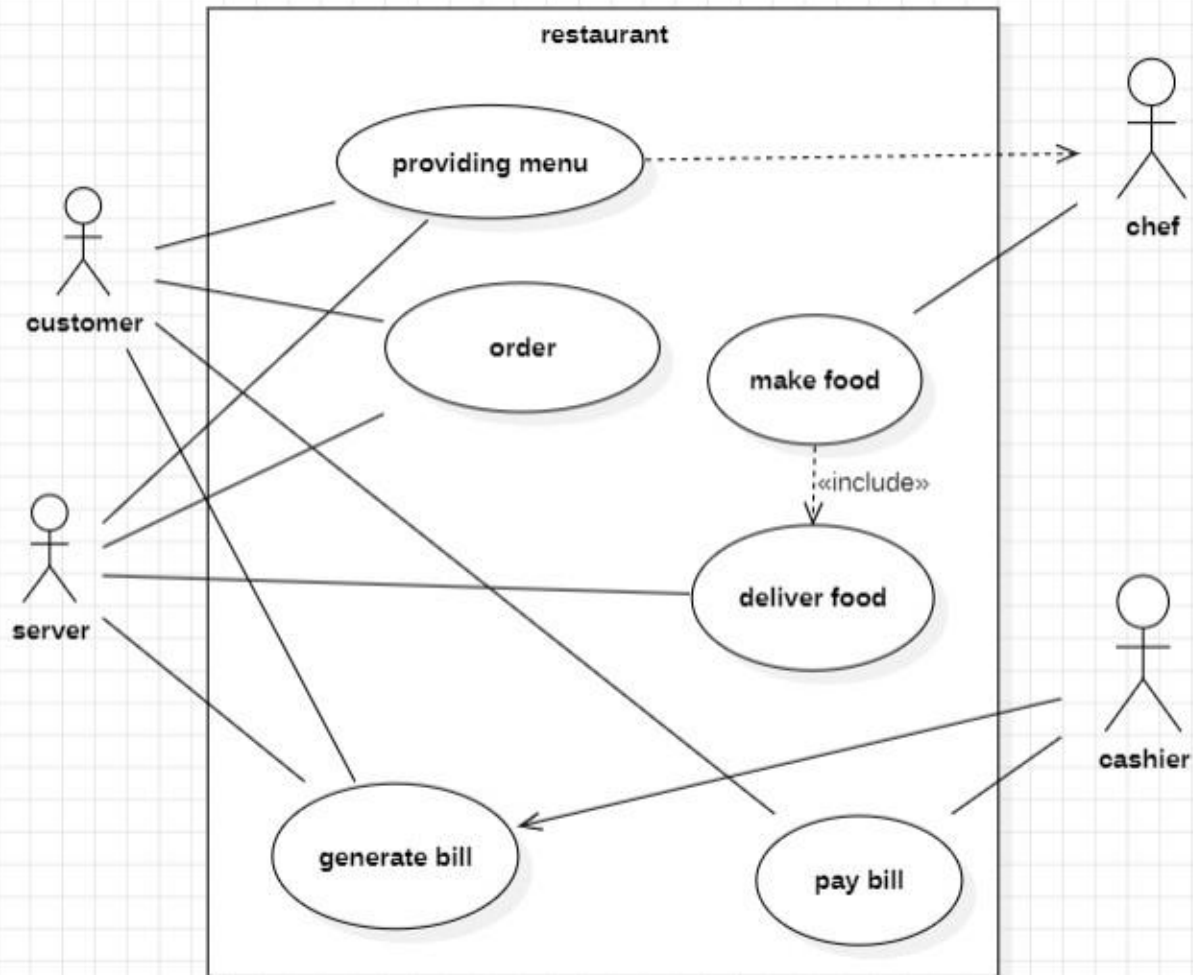 restaurant
providing menu
chef
customer
order
make food
«include»
deliver food
server
cashier
generate bill
pay bill